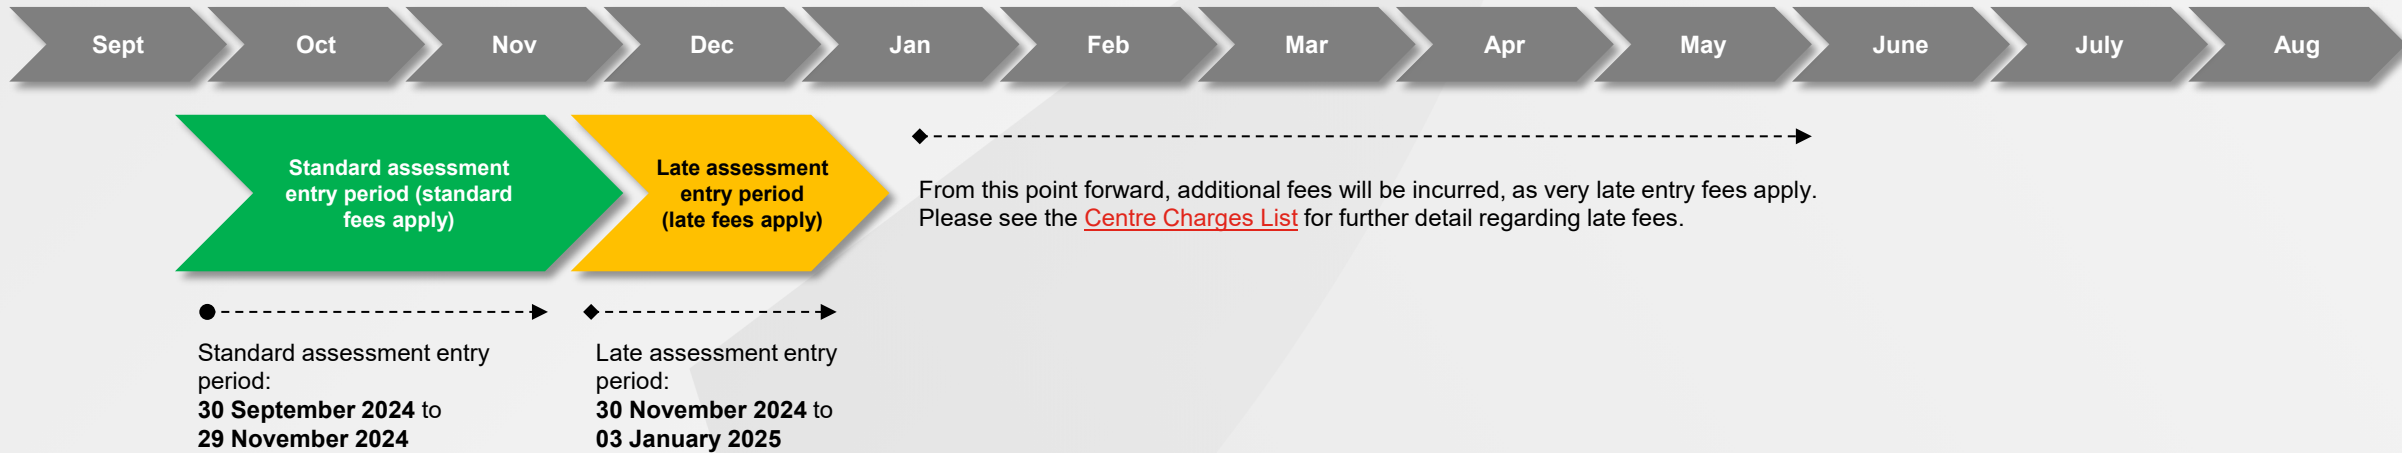 Sept
Oct
Nov
Dec
Jan
Feb
Mar
Apr
May
June
July
Aug
Standard assessment
entry period (standard
fees apply)
Late assessment
entry period
(late fees apply)
From this point forward, additional fees will be incurred, as very late entry fees apply.
Please see the Centre Charges List for further detail regarding late fees.
Standard assessment entry
period:
30 September 2024 to
29 November 2024
Late assessment entry
period:
30 November 2024 to
03 January 2025